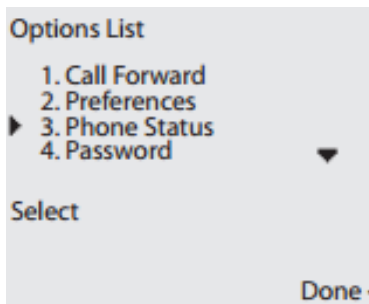 Options List
1. Call Forward
2. Preferences
3. Phone Status
4. Password
Select
Done -